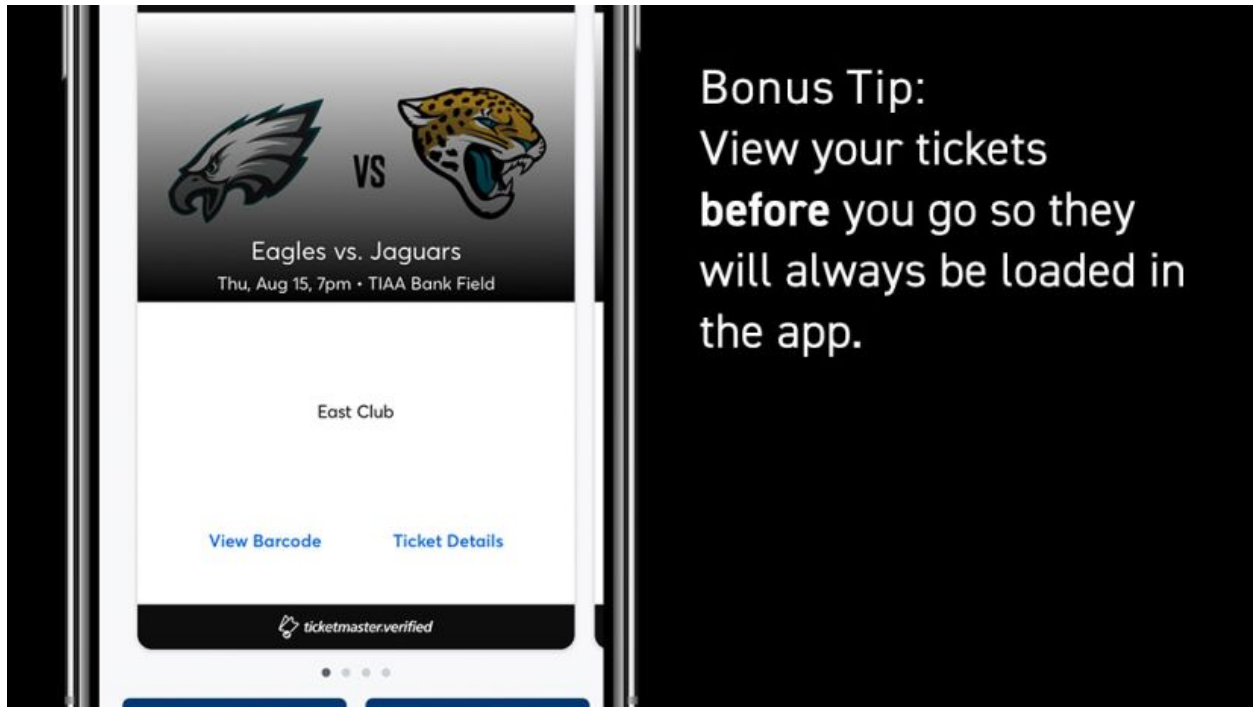 VS
Eagles vs. Jaguars
Thu, Aug 15, 7pm • TIAA Bank Field
East Club
View Barcode Ticket Details
ticketmaster.verified
Bonus Tip:
View your tickets
before you go so they
will always be loaded in
the app.